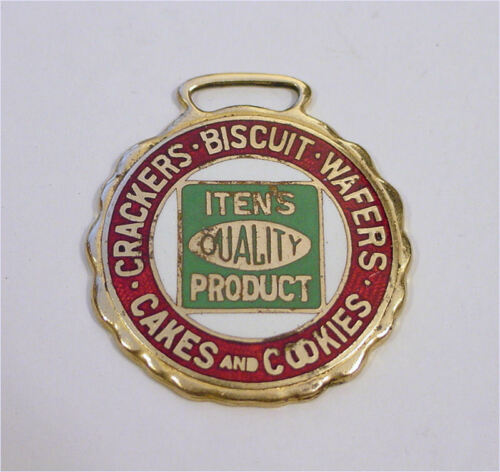 · CRACKERS · BISCUIT · WAFERS ·
CAKES AND COOKIES
ITEN'S
QUALITY
PRODUCT